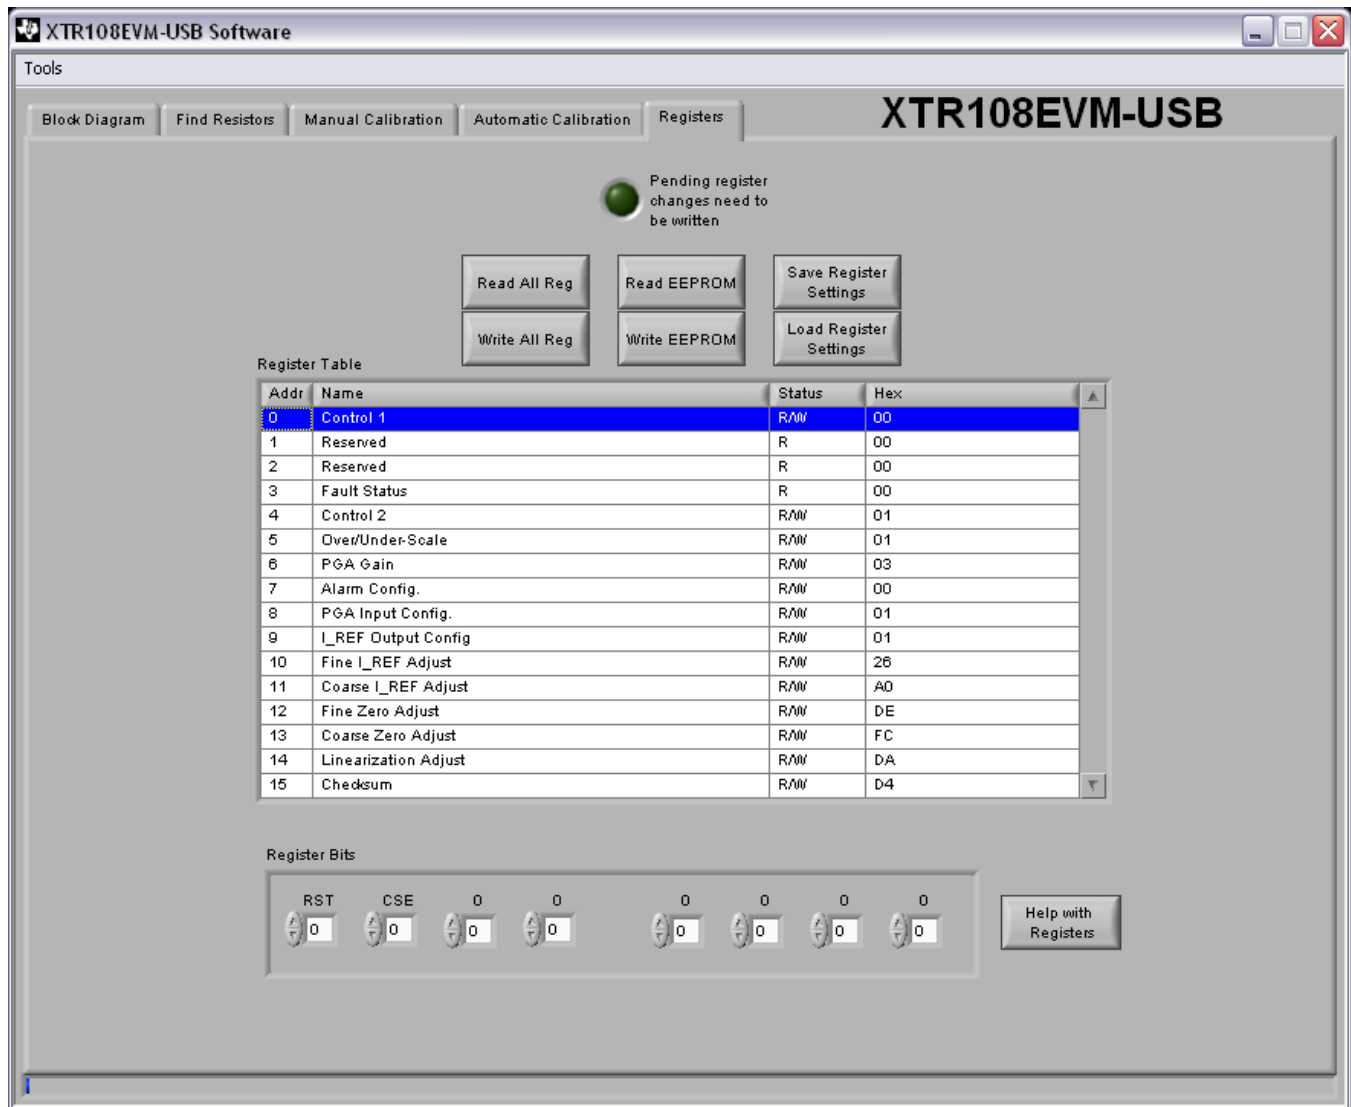 XTR108EVM-USB Software
Tools
Block Diagram Find Resistors Manual Calibration Automatic Calibration Registers XTR108EVM-USB
Pending register
changes need to
be written
Read All Reg Read EEPROM Save Register
Settings
Write All Reg Write EEPROM Load Register
Settings
Register Table
Addr Name Status Hex
0 Control 1 R/W 00
1 Reserved R 00
2 Reserved R 00
3 Fault Status R 00
4 Control 2 R/W 01
5 Over/Under-Scale R/W 01
6 PGA Gain R/W 03
7 Alarm Config. R/W 00
8 PGA Input Config. R/W 01
9 I_REF Output Config R/W 01
10 Fine I_REF Adjust R/W 26
11 Coarse I_REF Adjust R/W A0
12 Fine Zero Adjust R/W DE
13 Coarse Zero Adjust R/W FC
14 Linearization Adjust R/W DA
15 Checksum R/W D4
Register Bits
RST CSE 0 0 0 0 0 0
0 0 0 0 0 0 0 0
Help with
Registers